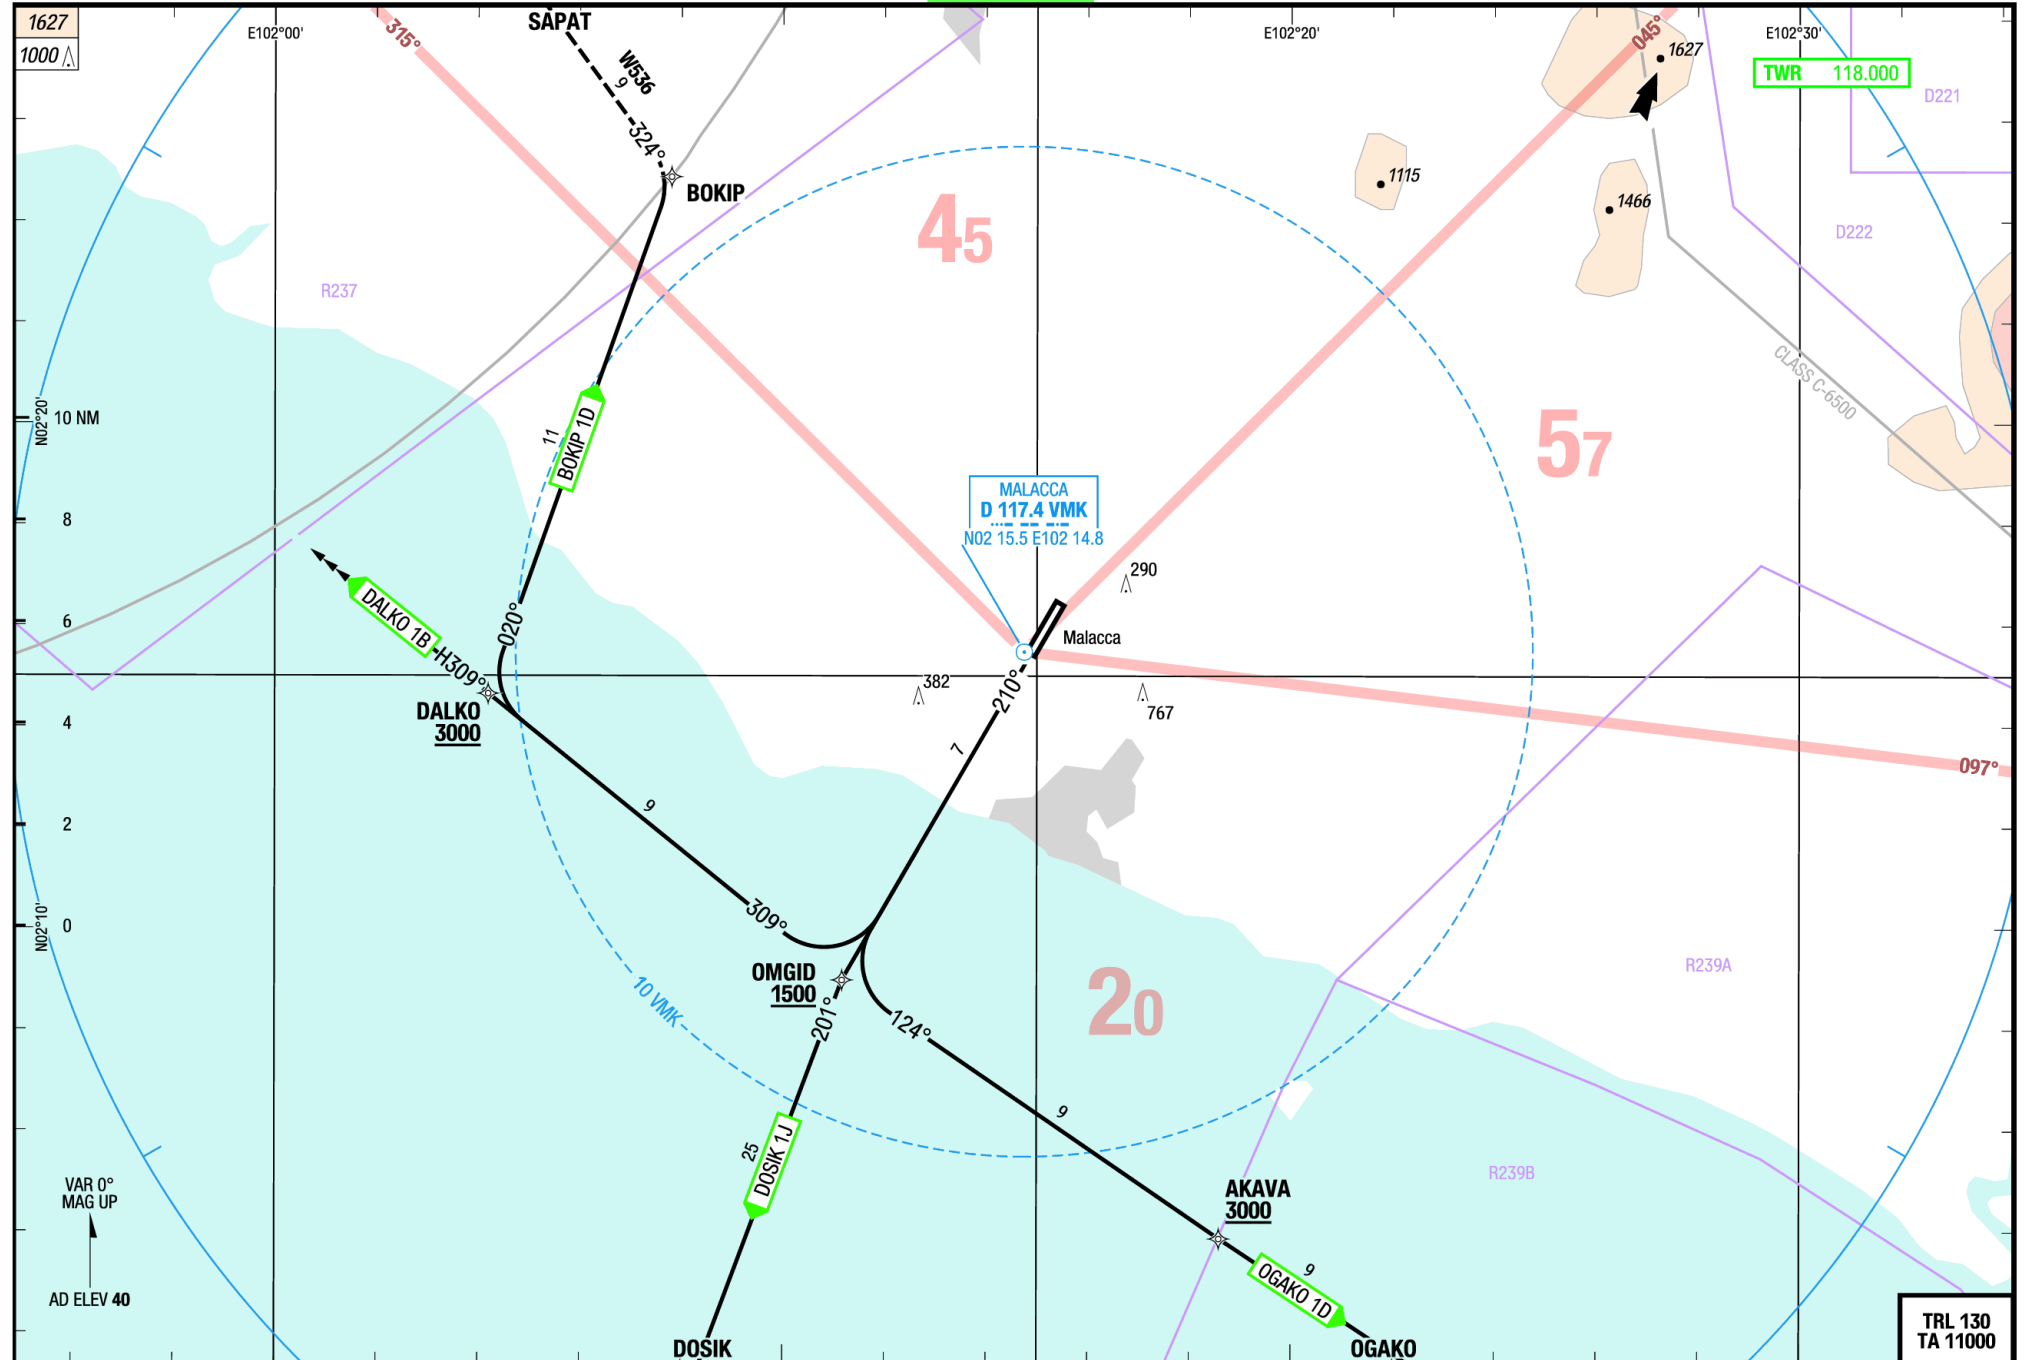 1627
1000
E102°00'
SAPAT
W536
9
324°
BOKIP
315°
E102°20'
045°
1627
E102°30'
TWR 118.000
D221
1115
1466
D222
R237
45
57
CLASS C-6500
N02°20'
10 NM
8
6
4
2
0
N02°10'
11
BOKIP 1D
020°
MALACCA
D 117.4 VMK
N02 15.5 E102 14.8
290
Malacca
382
767
210°
7
097°
DALKO 1B
H309°
DALKO
3000
9
309°
OMGID
1500
201°
124°
10 VMK
20
R239A
R239B
9
25
DOSIK 1J
AKAVA
3000
9
OGAKO 1D
VAR 0°
MAG UP
AD ELEV 40
DOSIK
OGAKO
TRL 130
TA 11000